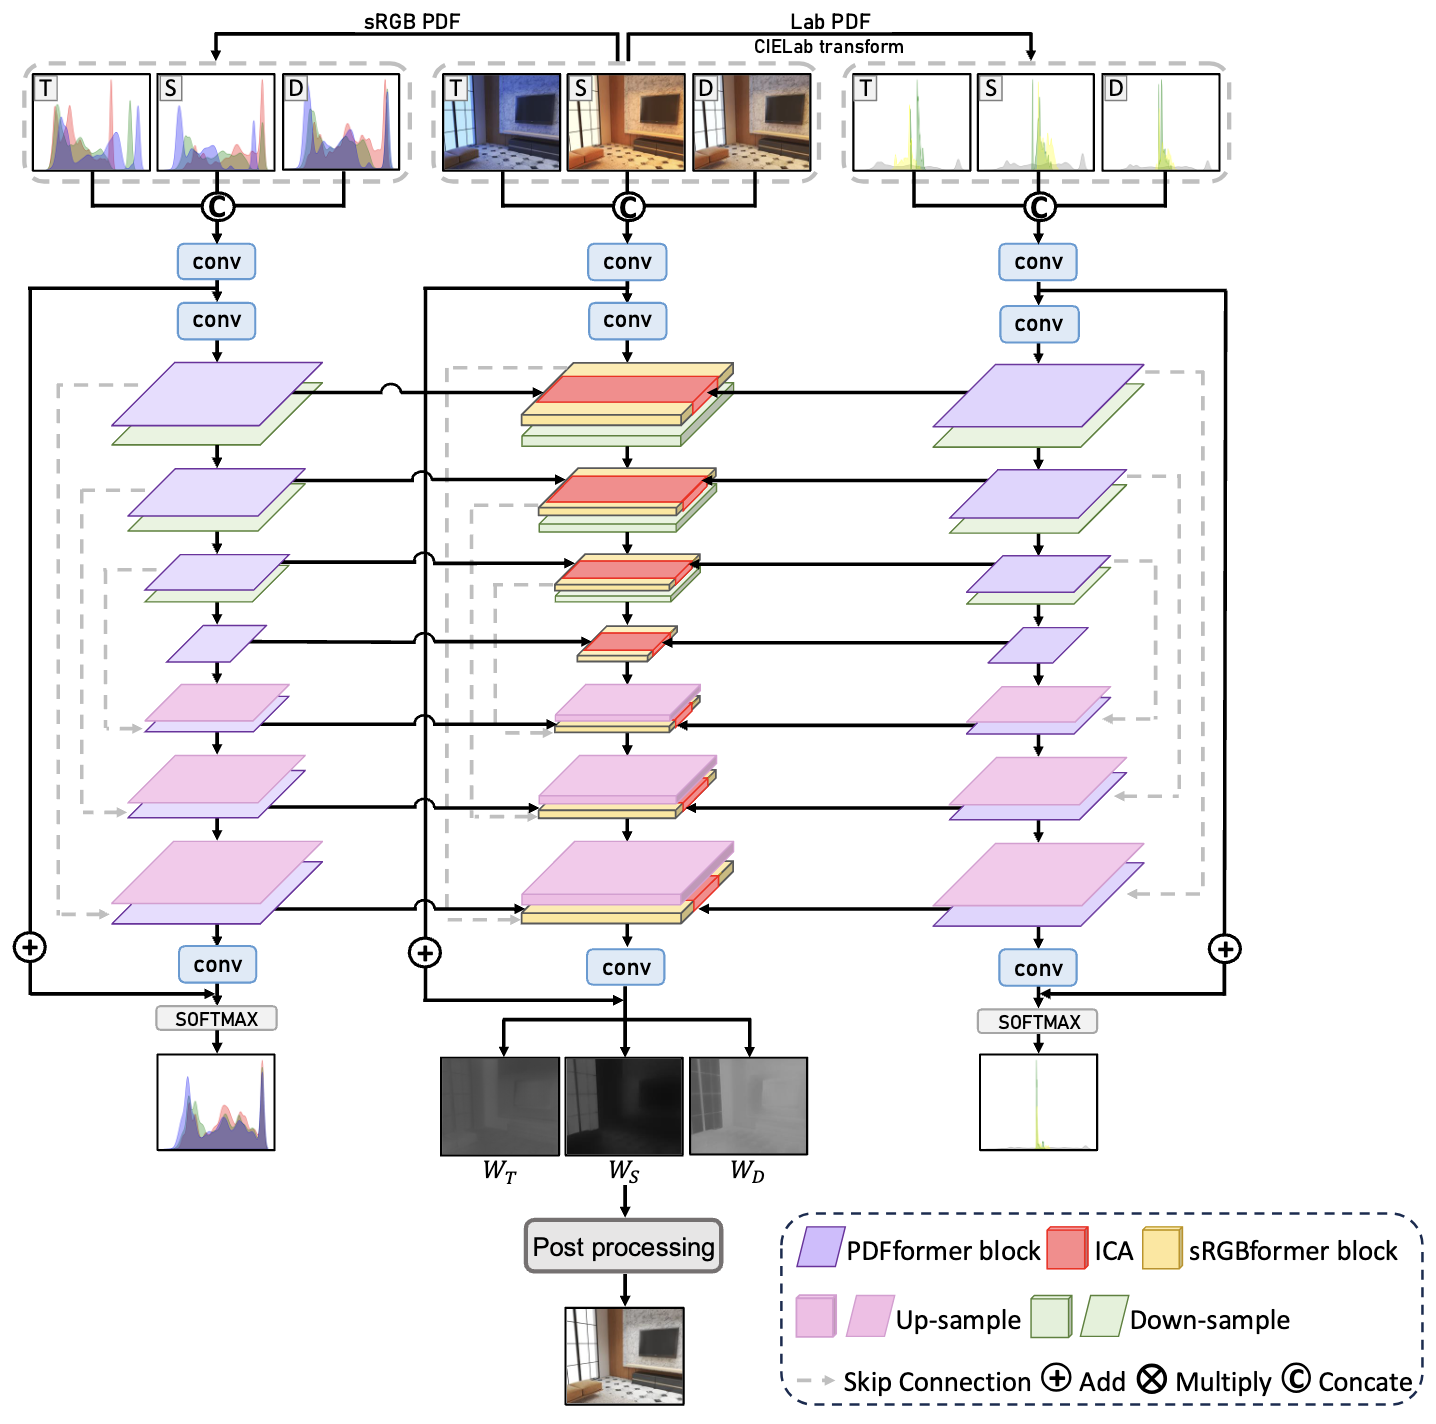 sRGB PDF
Lab PDF
CIELab transform
T S D
T S D
T S D
C C C
conv conv conv
conv conv conv
+ + +
conv conv conv
SOFTMAX SOFTMAX
W_T W_S W_D
Post processing
PDFformer block ICA sRGBformer block
Up-sample Down-sample
Skip Connection + Add × Multiply C Concate